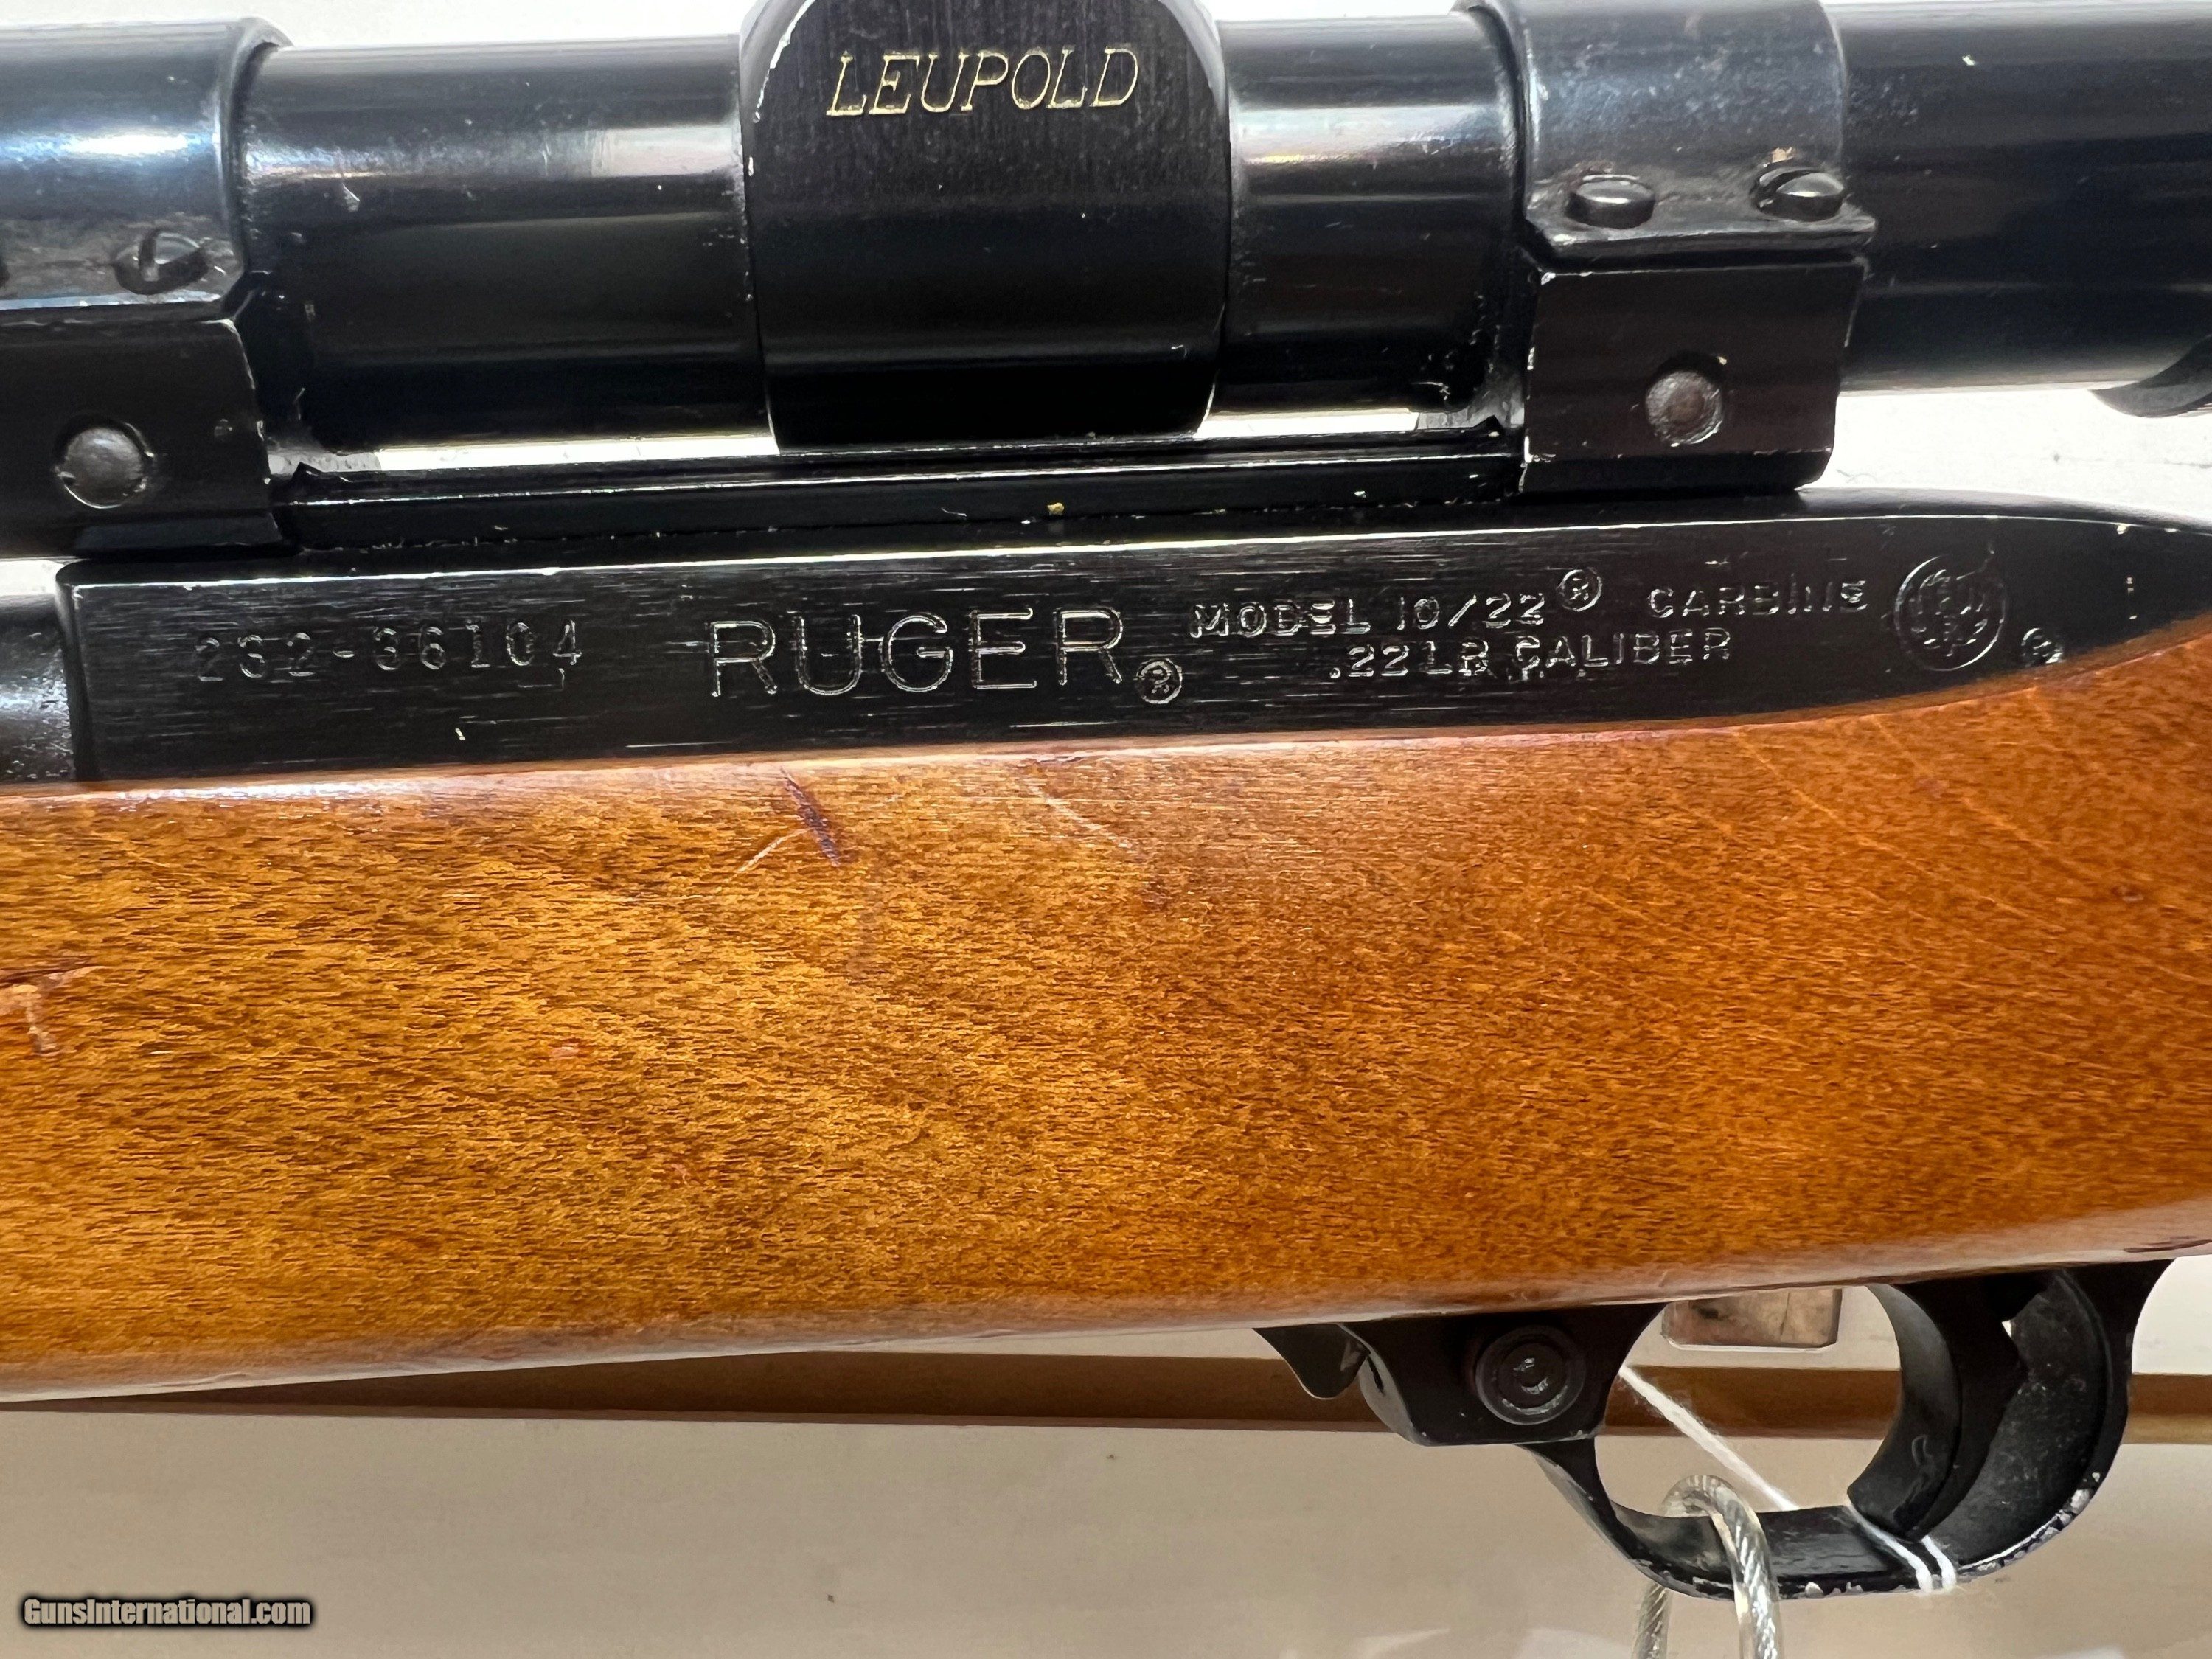 LEUPOLD
232-36104 RUGER® MODEL 10/22® CARBINE
.22 LR CALIBER
GunsInternational.com